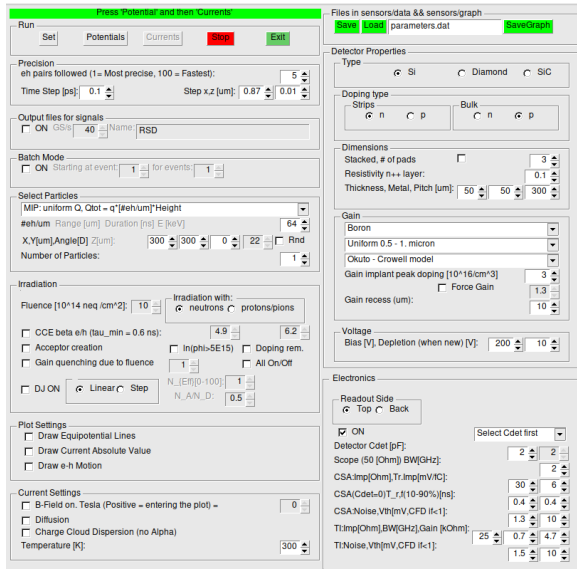 Press 'Potential' and then 'Currents'
Run
Set Potentials Currents Stop Exit
Precision
eh pairs followed (1= Most precise, 100 = Fastest): 5
Time Step [ps]: 0.1 Step x,z [um]: 0.87 0.01
Output files for signals
ON GS/s 40 Name: RSD
Batch Mode
ON Starting at event: 1 for events: 1
Select Particles
MIP: uniform Q, Qtot = q*[#eh/um]*Height
#eh/um Range [um] Duration [ns] E [keV] 64
X,Y[um],Angle[D] Z[um]: 300 300 0 22 Rnd
Number of Particles: 1
Irradiation
Fluence [10^14 neq /cm^2]: 10
Irradiation with:
neutrons protons/pions
CCE beta e/h (tau_min = 0.6 ns): 4.9 6.2
Acceptor creation ln(phi>5E15) Doping rem.
Gain quenching due to fluence 1 All On/Off
DJ ON Linear Step
N_{Eff}[0-100]: 1
N_A/N_D: 0.5
Plot Settings
Draw Equipotential Lines
Draw Current Absolute Value
Draw e-h Motion
Current Settings
B-Field on. Tesla (Positive = entering the plot) = 0
Diffusion
Charge Cloud Dispersion (no Alpha)
Temperature [K]: 300
Files in sensors/data && sensors/graph
Save Load parameters.dat SaveGraph
Detector Properties
Type
Si Diamond SiC
Doping type
Strips
n p
Bulk
n p
Dimensions
Stacked, # of pads 3
Resistivity n++ layer: 0.1
Thickness, Metal, Pitch [um]: 50 50 300
Gain
Boron
Uniform 0.5 - 1. micron
Okuto - Crowell model
Gain implant peak doping [10^16/cm^3] 3
Force Gain 1.3
Gain recess (um): 10
Voltage
Bias [V], Depletion (when new) [V]: 200 10
Electronics
Readout Side
Top Back
ON Select Cdet first
Detector Cdet [pF]: 2 2
Scope (50 [Ohm]) BW[GHz]: 2
CSA:Imp[Ohm],Tr.Imp[mV/fC]: 30 6
CSA(Cdet=0)T_r,f(10-90%)[ns]: 0.4 0.4
CSA:Noise,Vth[mV,CFD if<1]: 1.3 10
TI:Imp[Ohm],BW[GHz],Gain [kOhm]: 25 0.7 4.7
TI:Noise,Vth[mV,CFD if<1]: 1.5 10